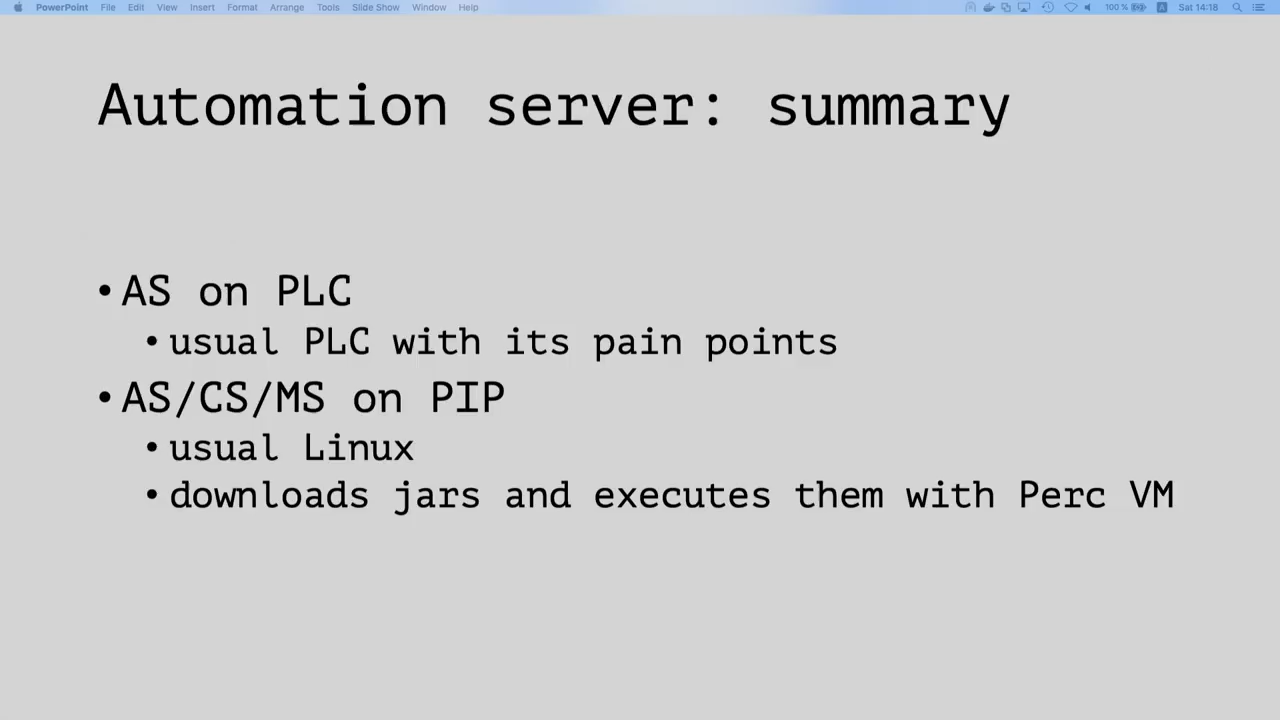 PowerPoint File Edit View Insert Format Arrange Tools Slide Show Window Help 100 % A Sat 14:18
Automation server: summary
• AS on PLC
• usual PLC with its pain points
• AS/CS/MS on PIP
• usual Linux
• downloads jars and executes them with Perc VM